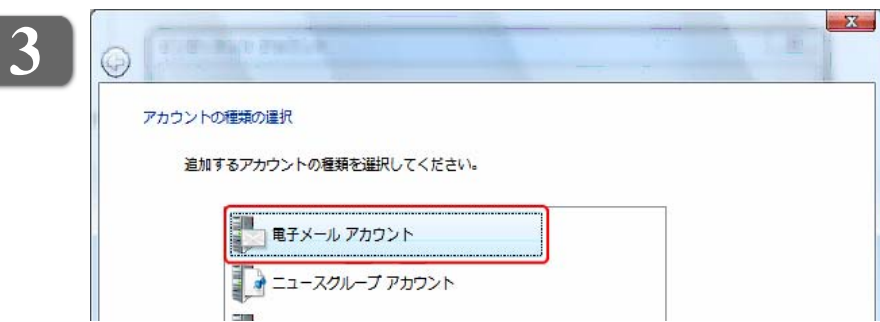 3
アカウントの種類の選択
追加するアカウントの種類を選択してください。
電子メール アカウント
ニュースグループ アカウント